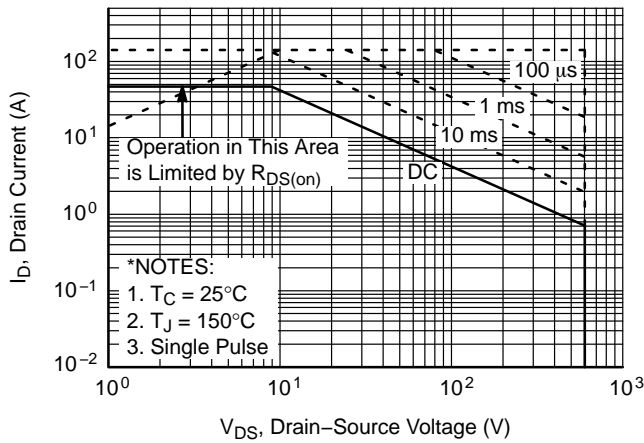 10³
10²
10¹
10⁰
10⁻¹
10⁻²
I_D, Drain Current (A)
100 μs
1 ms
10 ms
DC
Operation in This Area
is Limited by R_DS(on)
*NOTES:
1. T_C = 25°C
2. T_J = 150°C
3. Single Pulse
10⁰
10¹
10²
10³
V_DS, Drain−Source Voltage (V)